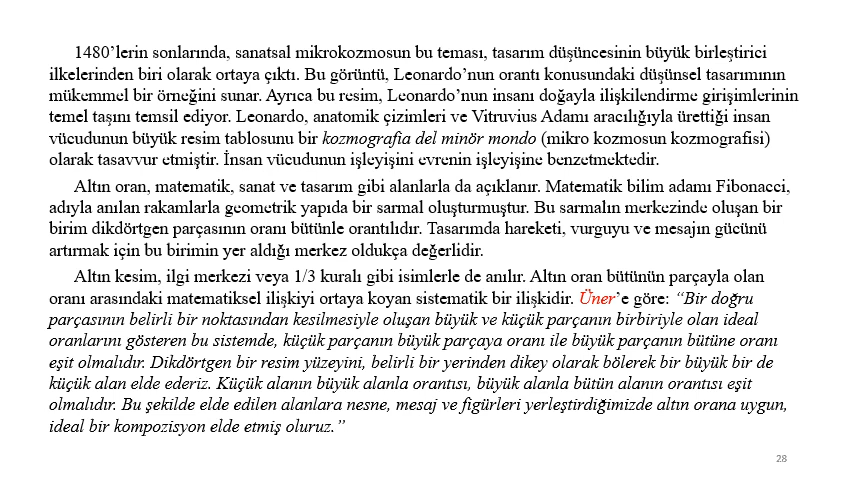 1480’lerin sonlarında, sanatsal mikrokozmosun bu teması, tasarım düşüncesinin büyük birleştirici
ilkelerinden biri olarak ortaya çıktı. Bu görüntü, Leonardo’nun orantı konusundaki düşünsel tasarımının
mükemmel bir örneğini sunar. Ayrıca bu resim, Leonardo’nun insanı doğayla ilişkilendirme girişimlerinin
temel taşını temsil ediyor. Leonardo, anatomik çizimleri ve Vitruvius Adamı aracılığıyla ürettiği insan
vücudunun büyük resim tablosunu bir kozmografia del minör mondo (mikro kozmosun kozmografisi)
olarak tasavvur etmiştir. İnsan vücudunun işleyişini evrenin işleyişine benzetmektedir.
Altın oran, matematik, sanat ve tasarım gibi alanlarla da açıklanır. Matematik bilim adamı Fibonacci,
adıyla anılan rakamlarla geometrik yapıda bir sarmal oluşturmuştur. Bu sarmalın merkezinde oluşan bir
birim dikdörtgen parçasının oranı bütünle orantılıdır. Tasarımda hareketi, vurguyu ve mesajın gücünü
artırmak için bu birimin yer aldığı merkez oldukça değerlidir.
Altın kesim, ilgi merkezi veya 1/3 kuralı gibi isimlerle de anılır. Altın oran bütünün parçayla olan
oranı arasındaki matematiksel ilişkiyi ortaya koyan sistematik bir ilişkidir. Üner’e göre: “Bir doğru
parçasının belirli bir noktasından kesilmesiyle oluşan büyük ve küçük parçanın birbiriyle olan ideal
oranlarını gösteren bu sistemde, küçük parçanın büyük parçaya oranı ile büyük parçanın bütüne oranı
eşit olmalıdır. Dikdörtgen bir resim yüzeyini, belirli bir yerinden dikey olarak bölerek bir büyük bir de
küçük alan elde ederiz. Küçük alanın büyük alanla orantısı, büyük alanla bütün alanın orantısı eşit
olmalıdır. Bu şekilde elde edilen alanlara nesne, mesaj ve figürleri yerleştirdiğimizde altın orana uygun,
ideal bir kompozisyon elde etmiş oluruz.”
28